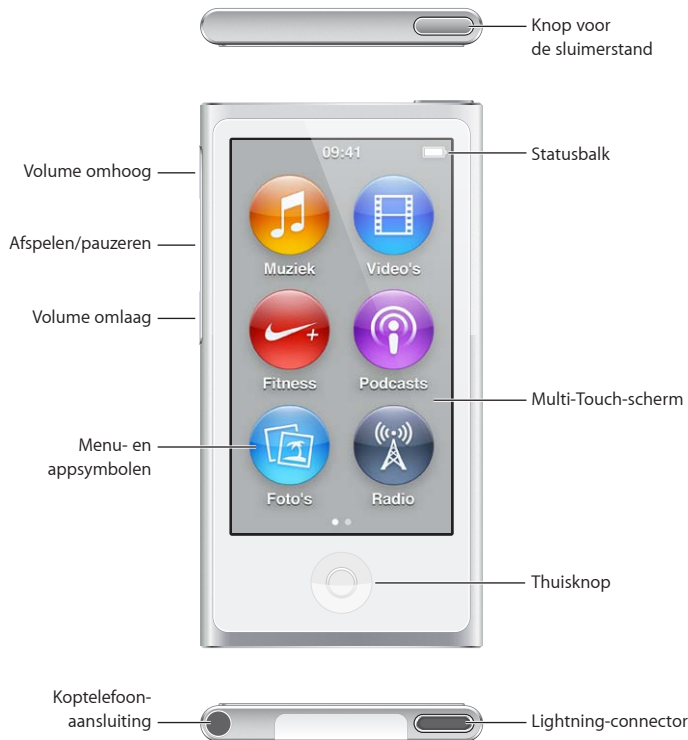 Knop voor
de sluimerstand
09:41
Statusbalk
Volume omhoog
Muziek
Video's
Afspelen/pauzeren
Volume omlaag
Fitness
Podcasts
Multi-Touch-scherm
Menu- en
appsymbolen
Foto's
Radio
Thuisknop
Koptelefoon-
aansluiting
Lightning-connector